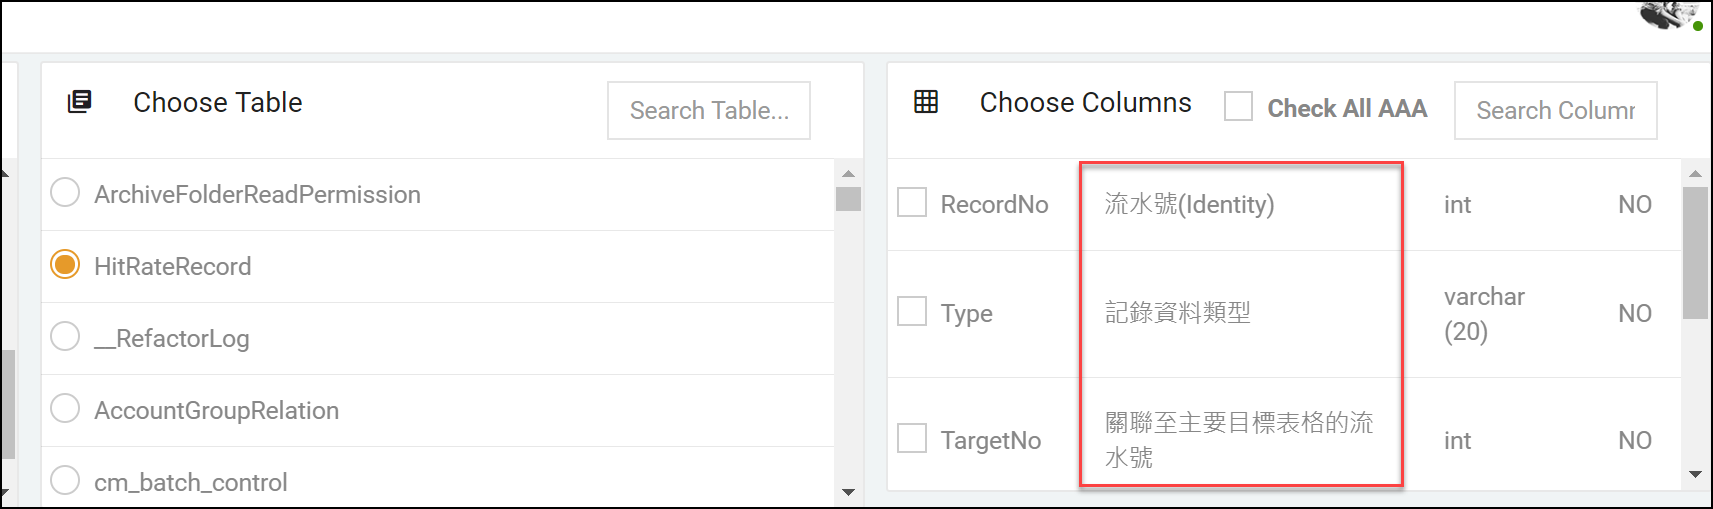 Choose Table
Search Table...
ArchiveFolderReadPermission
HitRateRecord
__RefactorLog
AccountGroupRelation
cm_batch_control
Choose Columns
Check All AAA
Search Column
RecordNo
流水號(Identity)
int
NO
Type
記錄資料類型
varchar
(20)
NO
TargetNo
關聯至主要目標表格的流
水號
int
NO